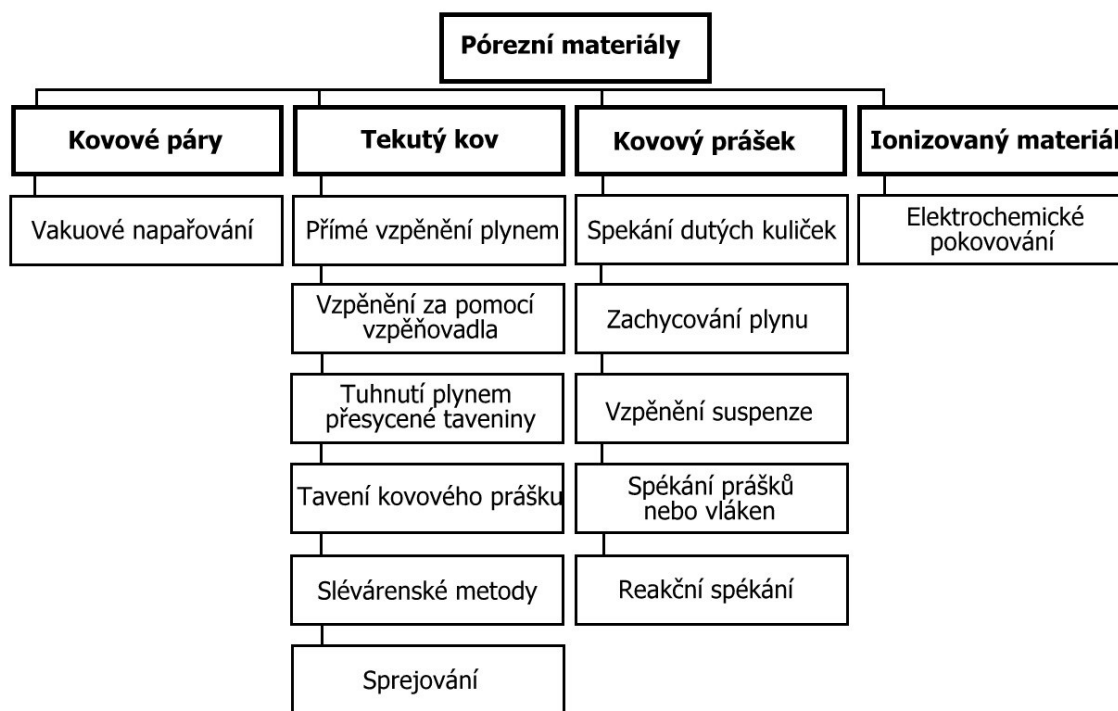 Pórezní materiály
Kovové páry
Tekutý kov
Kovový prášek
Ionizovaný materiál
Vakuové napařování
Přímé vzpěnění plynem
Spekání dutých kuliček
Elektrochemické
pokovování
Vzpěnění za pomocí
vzpěňovadla
Zachycování plynu
Tuhnutí plynem
přesycené taveniny
Vzpěnění suspenze
Tavení kovového prášku
Spékání prášků
nebo vláken
Slévárenské metody
Reakční spékání
Sprejování